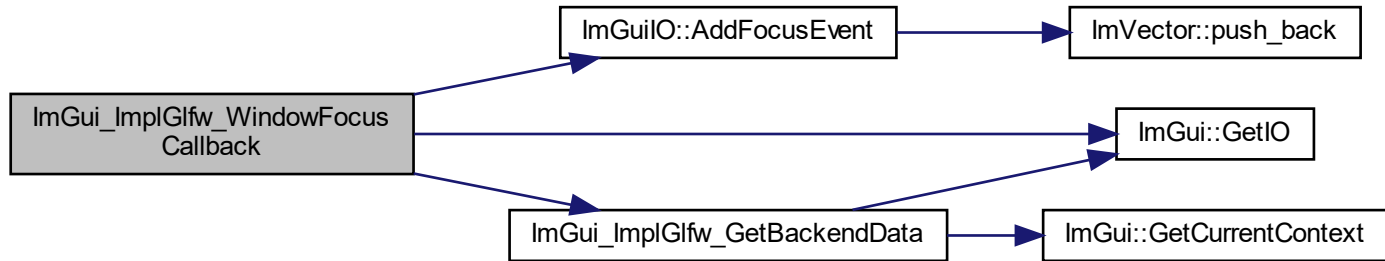 ImGui_ImplGlfw_WindowFocus
Callback
ImGuiIO::AddFocusEvent
ImVector::push_back
ImGui::GetIO
ImGui_ImplGlfw_GetBackendData
ImGui::GetCurrentContext